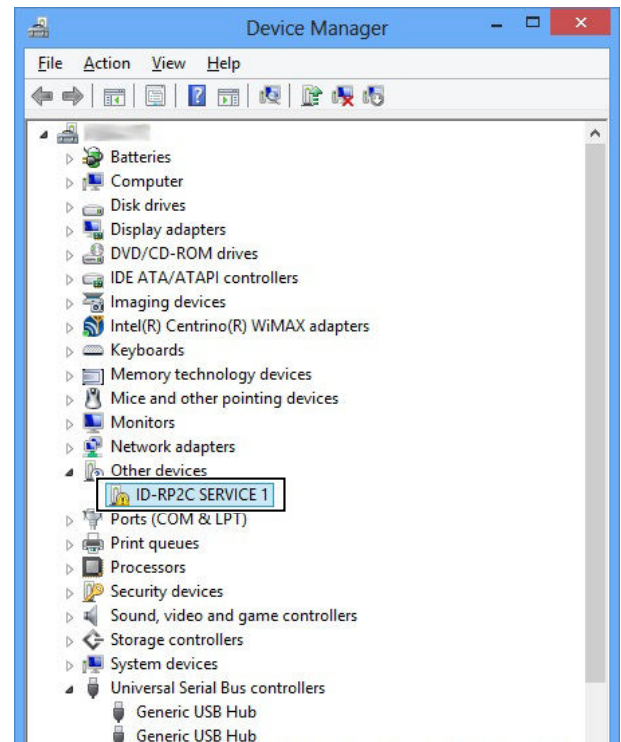 Device Manager
File Action View Help
Batteries
Computer
Disk drives
Display adapters
DVD/CD-ROM drives
IDE ATA/ATAPI controllers
Imaging devices
Intel(R) Centrino(R) WiMAX adapters
Keyboards
Memory technology devices
Mice and other pointing devices
Monitors
Network adapters
Other devices
ID-RP2C SERVICE 1
Ports (COM & LPT)
Print queues
Processors
Security devices
Sound, video and game controllers
Storage controllers
System devices
Universal Serial Bus controllers
Generic USB Hub
Generic USB Hub